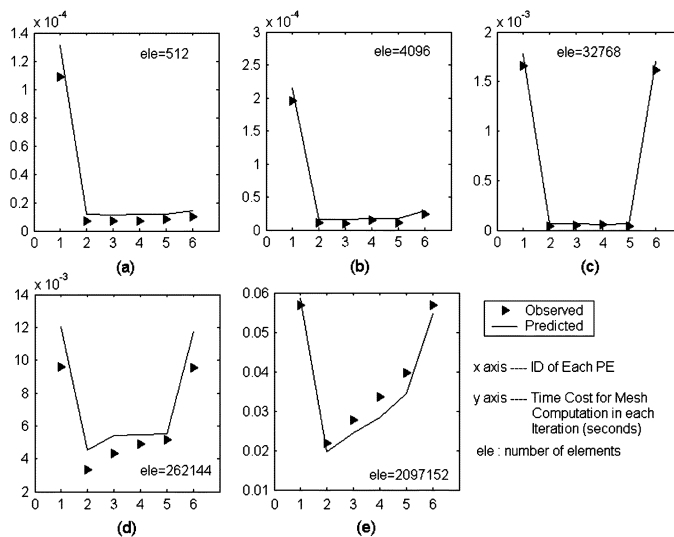 x 10⁻⁴
1.4
1.2
1
0.8
0.6
0.4
0.2
0
ele=512
0 1 2 3 4 5 6
(a)
x 10⁻⁴
4
3
2
1
0.5
0
ele=4096
0 1 2 3 4 5 6
(b)
x 10⁻³
2
1.5
1
0.5
0
ele=32768
0 1 2 3 4 5 6
(c)
x 10⁻³
14
12
10
8
6
4
2
ele=262144
0 1 2 3 4 5 6
(d)
0.06
0.05
0.04
0.03
0.02
0.01
ele=2097152
0 1 2 3 4 5 6
(e)
Observed
Predicted
x axis ---- ID of Each PE
y axis ---- Time Cost for Mesh
Computation in each
Iteration (seconds)
ele : number of elements